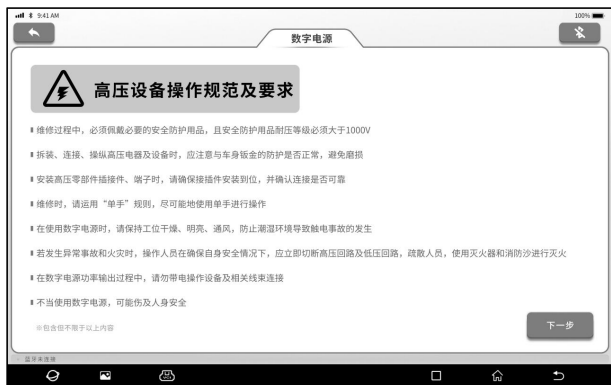 9:41 AM
100%
数字电源
高压设备操作规范及要求
维修过程中，必须佩戴必要的安全防护用品，且安全防护用品耐压等级必须大于1000V
拆装、连接、操纵高压电器及设备时，应注意与车身钣金的防护是否正常，避免磨损
安装高压零部件接插件、端子时，请确保接插件安装到位，并确认连接是否可靠
维修时，请运用“单手”规则，尽可能地使用单手进行操作
在使用数字电源时，请保持工位干燥、明亮、通风，防止潮湿环境导致触电事故的发生
若发生异常事故和火灾时，操作人员在确保自身安全情况下，应立即切断高压回路及低压回路，疏散人员，使用灭火器和消防沙进行灭火
在数字电源功率输出过程中，请勿带电操作设备及相关线束连接
不当使用数字电源，可能伤及人身安全
※包含但不限于以上内容
下一步
蓝牙未连接